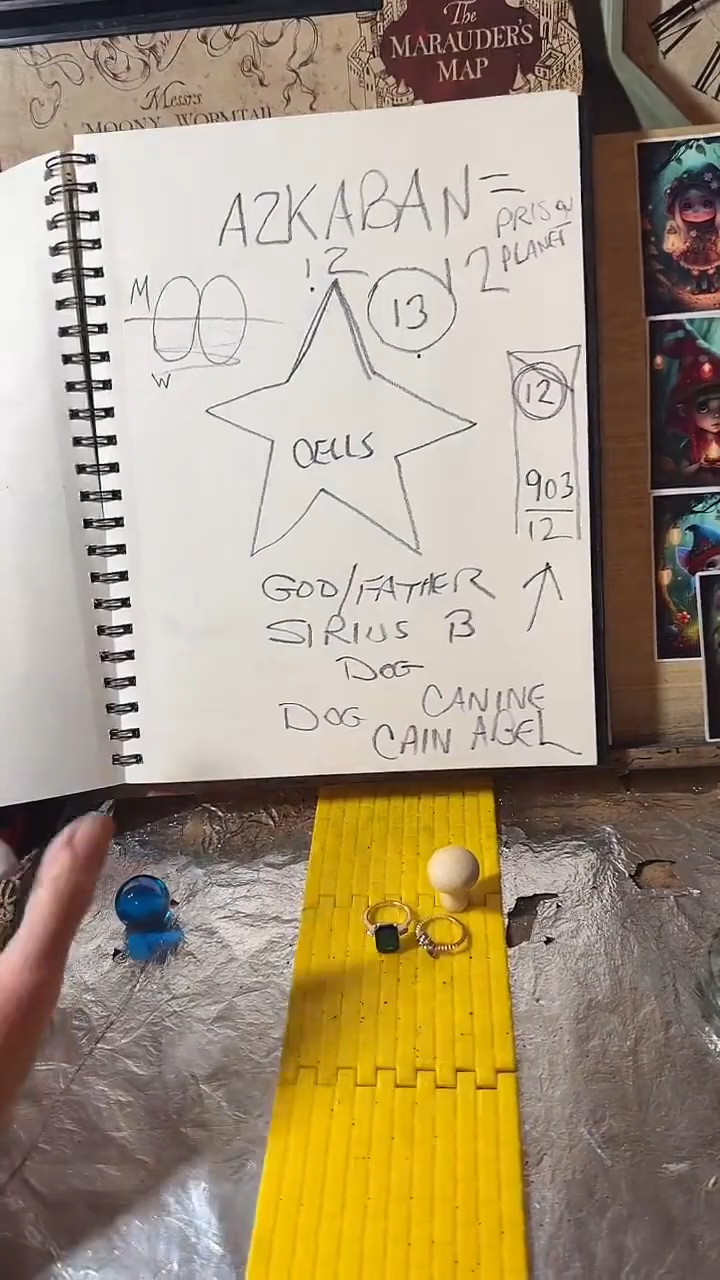 The
MARAUDER'S
MAP
Messrs
MOONY, WORMTAIL
AZKABAN =
PRISON
PLANET
12
12
M
13
W
12
CELLS
903
12
GOD/FATHER
SIRIUS B
DOG
CANINE
DOG
CAIN ABEL